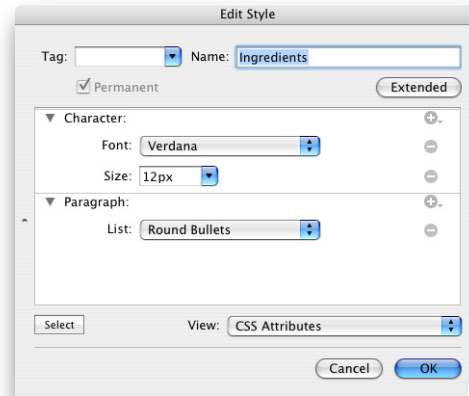 Edit Style
Tag: Name: Ingredients
Permanent Extended
Character:
Font: Verdana
Size: 12px
Paragraph:
List: Round Bullets
Select View: CSS Attributes
Cancel OK